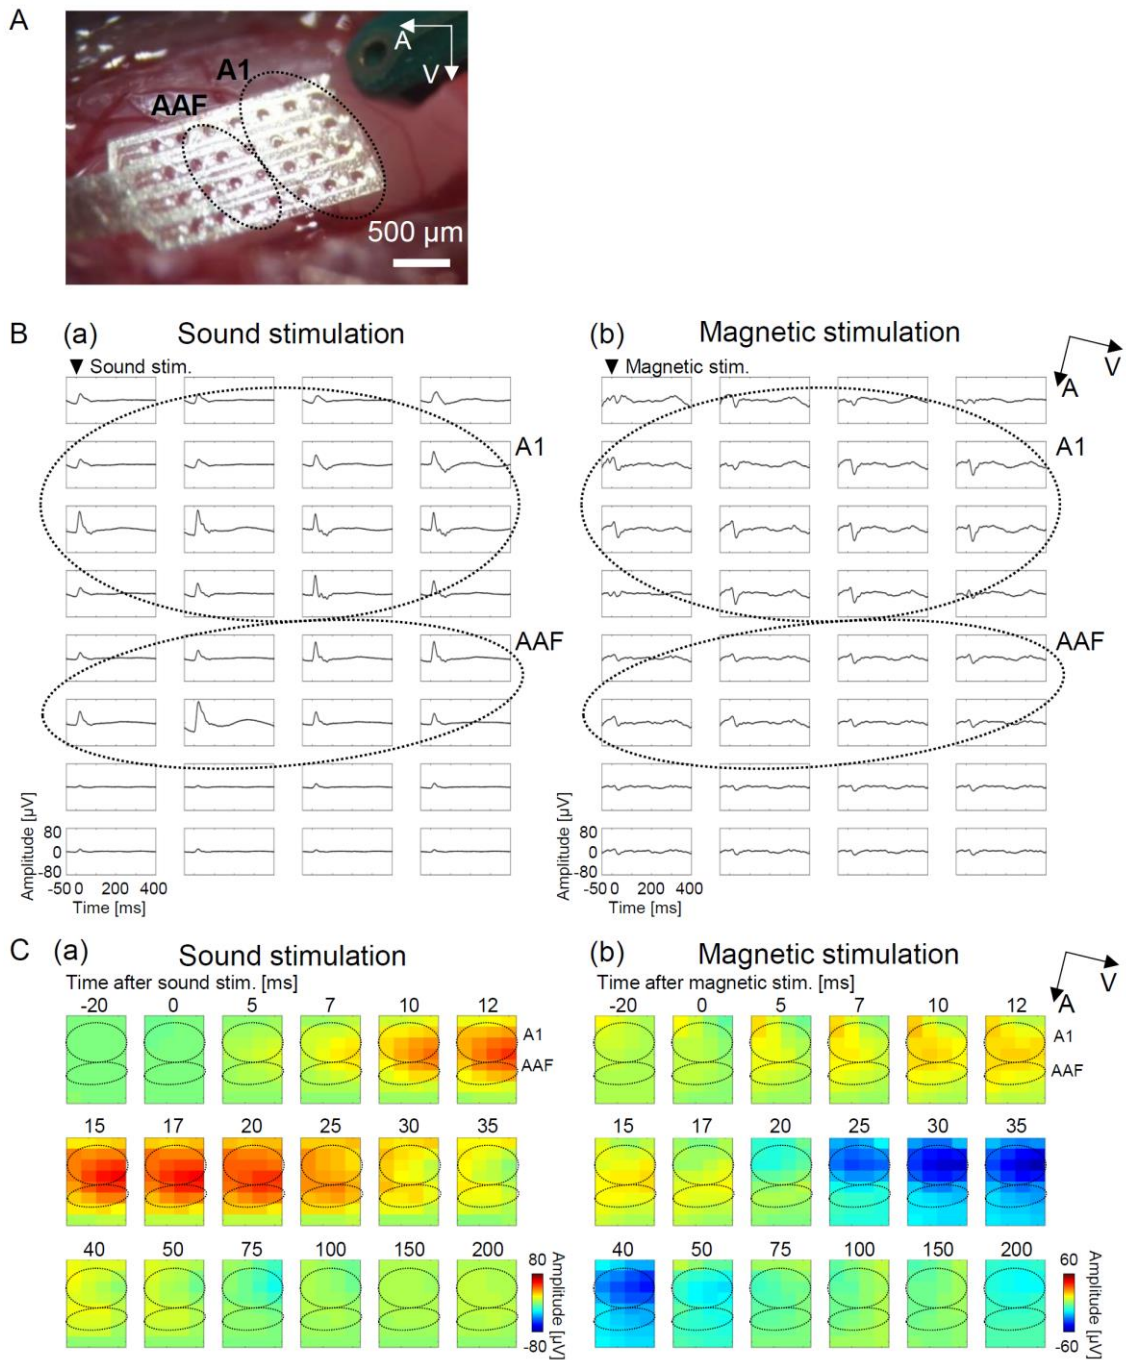 A
A1
AAF
A
V
500 µm
B (a) Sound stimulation
▼ Sound stim.
A1
AAF
Amplitude [µV]
80
0
-80
-50 0 200 400
Time [ms]
(b) Magnetic stimulation
▼ Magnetic stim.
V
A
A1
AAF
Amplitude [µV]
80
0
-80
-50 0 200 400
Time [ms]
C (a) Sound stimulation
Time after sound stim. [ms]
-20 0 5 7 10 12
A1
AAF
15 17 20 25 30 35
40 50 75 100 150 200
80
-80
Amplitude [µV]
(b) Magnetic stimulation
V
A
Time after magnetic stim. [ms]
-20 0 5 7 10 12
A1
AAF
15 17 20 25 30 35
40 50 75 100 150 200
60
-60
Amplitude [µV]